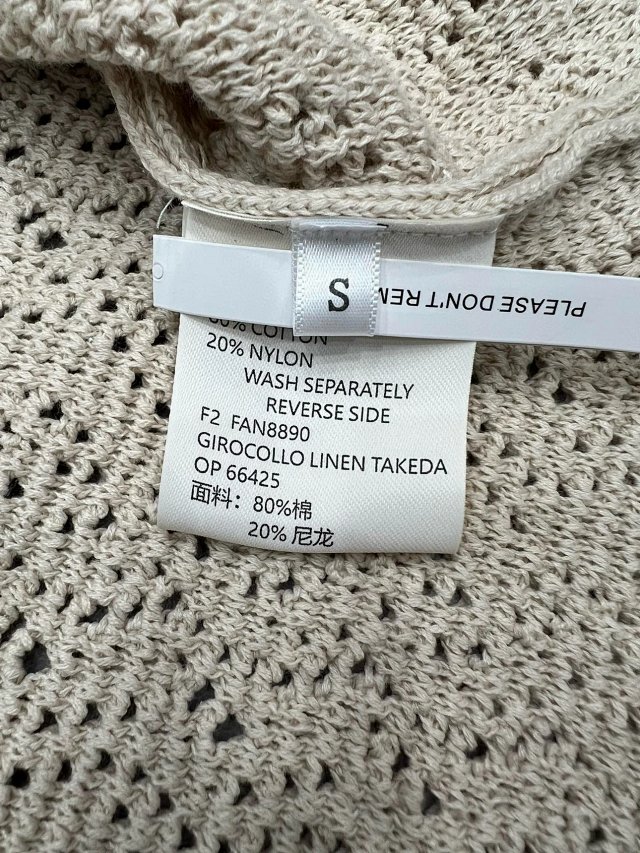 S
PLEASE DON'T REM
COTTON
20% NYLON
WASH SEPARATELY
REVERSE SIDE
F2 FAN8890
GIROCOLLO LINEN TAKEDA
OP 66425
面料：80%棉
20%尼龙